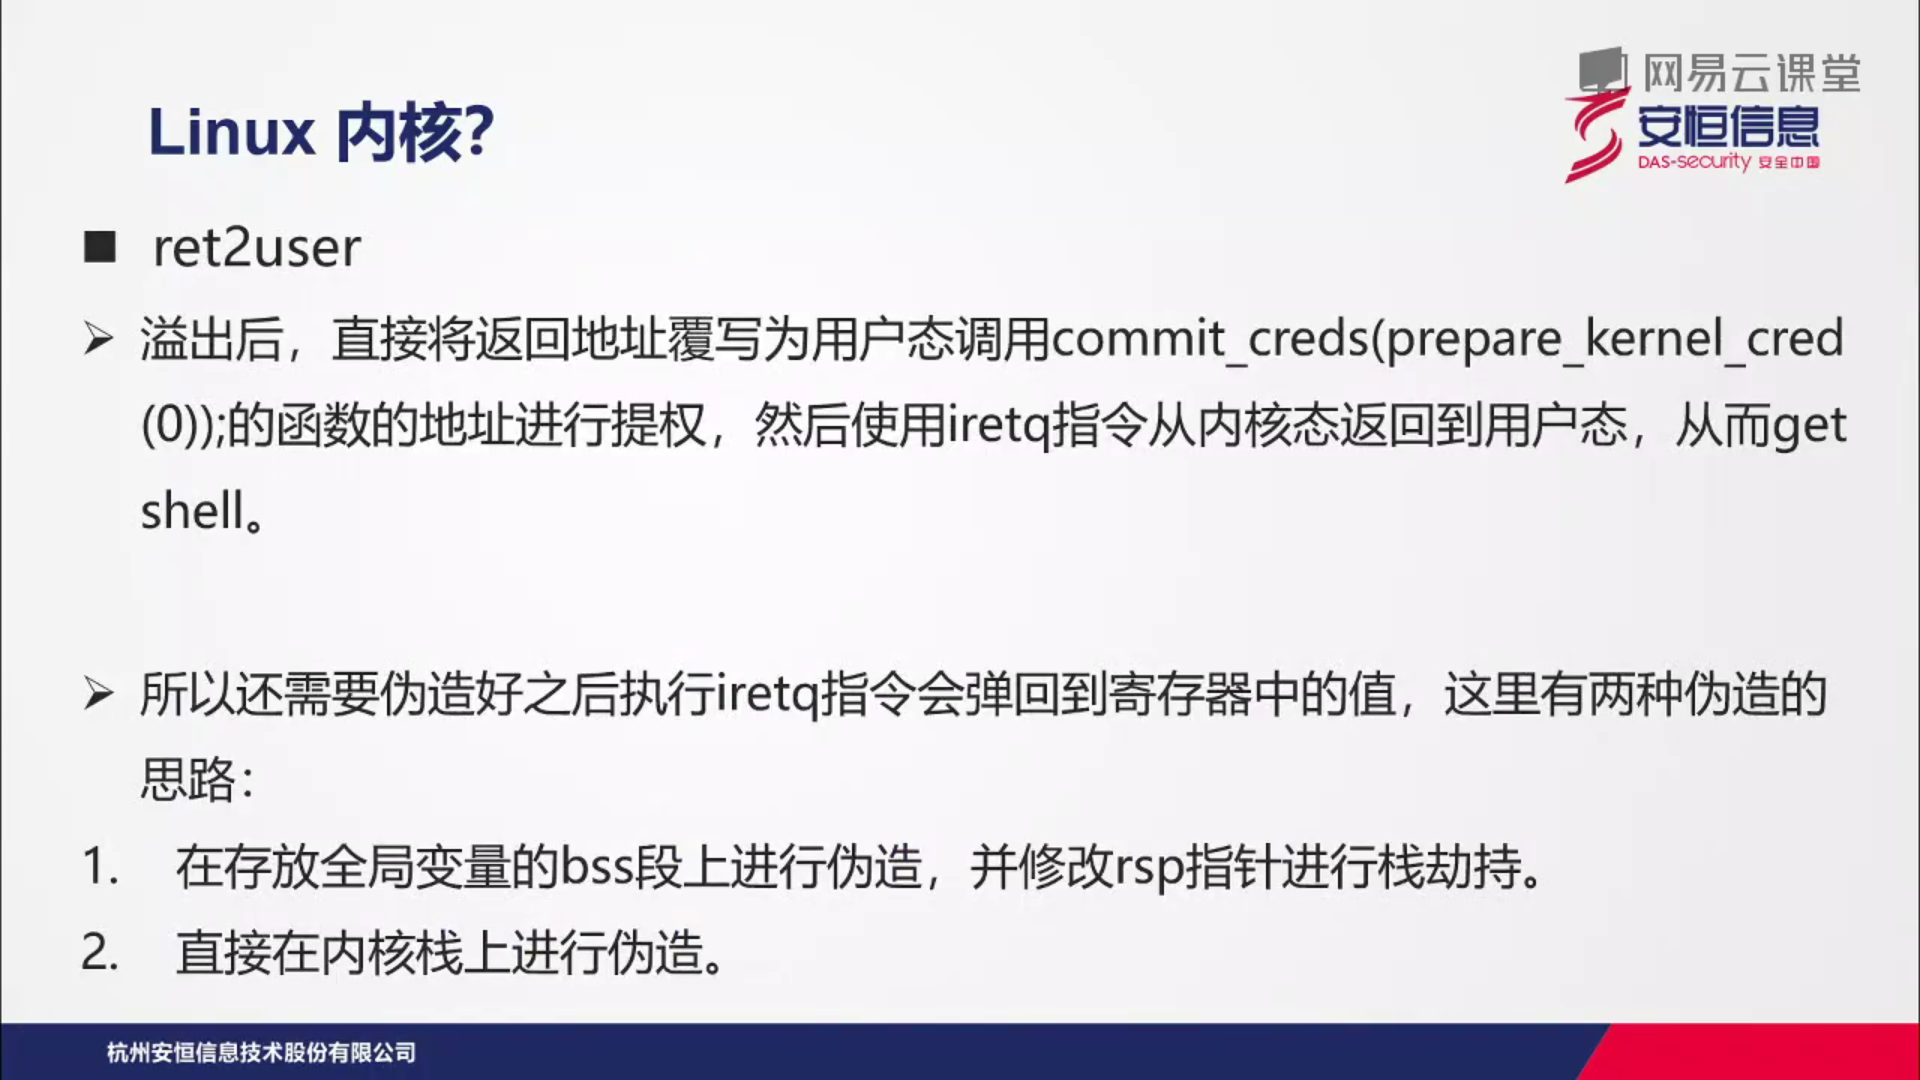 网易云课堂
安恒信息
DAS-security 安全中国
Linux 内核？
■ ret2user
➢ 溢出后，直接将返回地址覆写为用户态调用commit_creds(prepare_kernel_cred
(0));的函数的地址进行提权，然后使用iretq指令从内核态返回到用户态，从而get
shell。
➢ 所以还需要伪造好之后执行iretq指令会弹回到寄存器中的值，这里有两种伪造的
思路：
1. 在存放全局变量的bss段上进行伪造，并修改rsp指针进行栈劫持。
2. 直接在内核栈上进行伪造。
杭州安恒信息技术股份有限公司